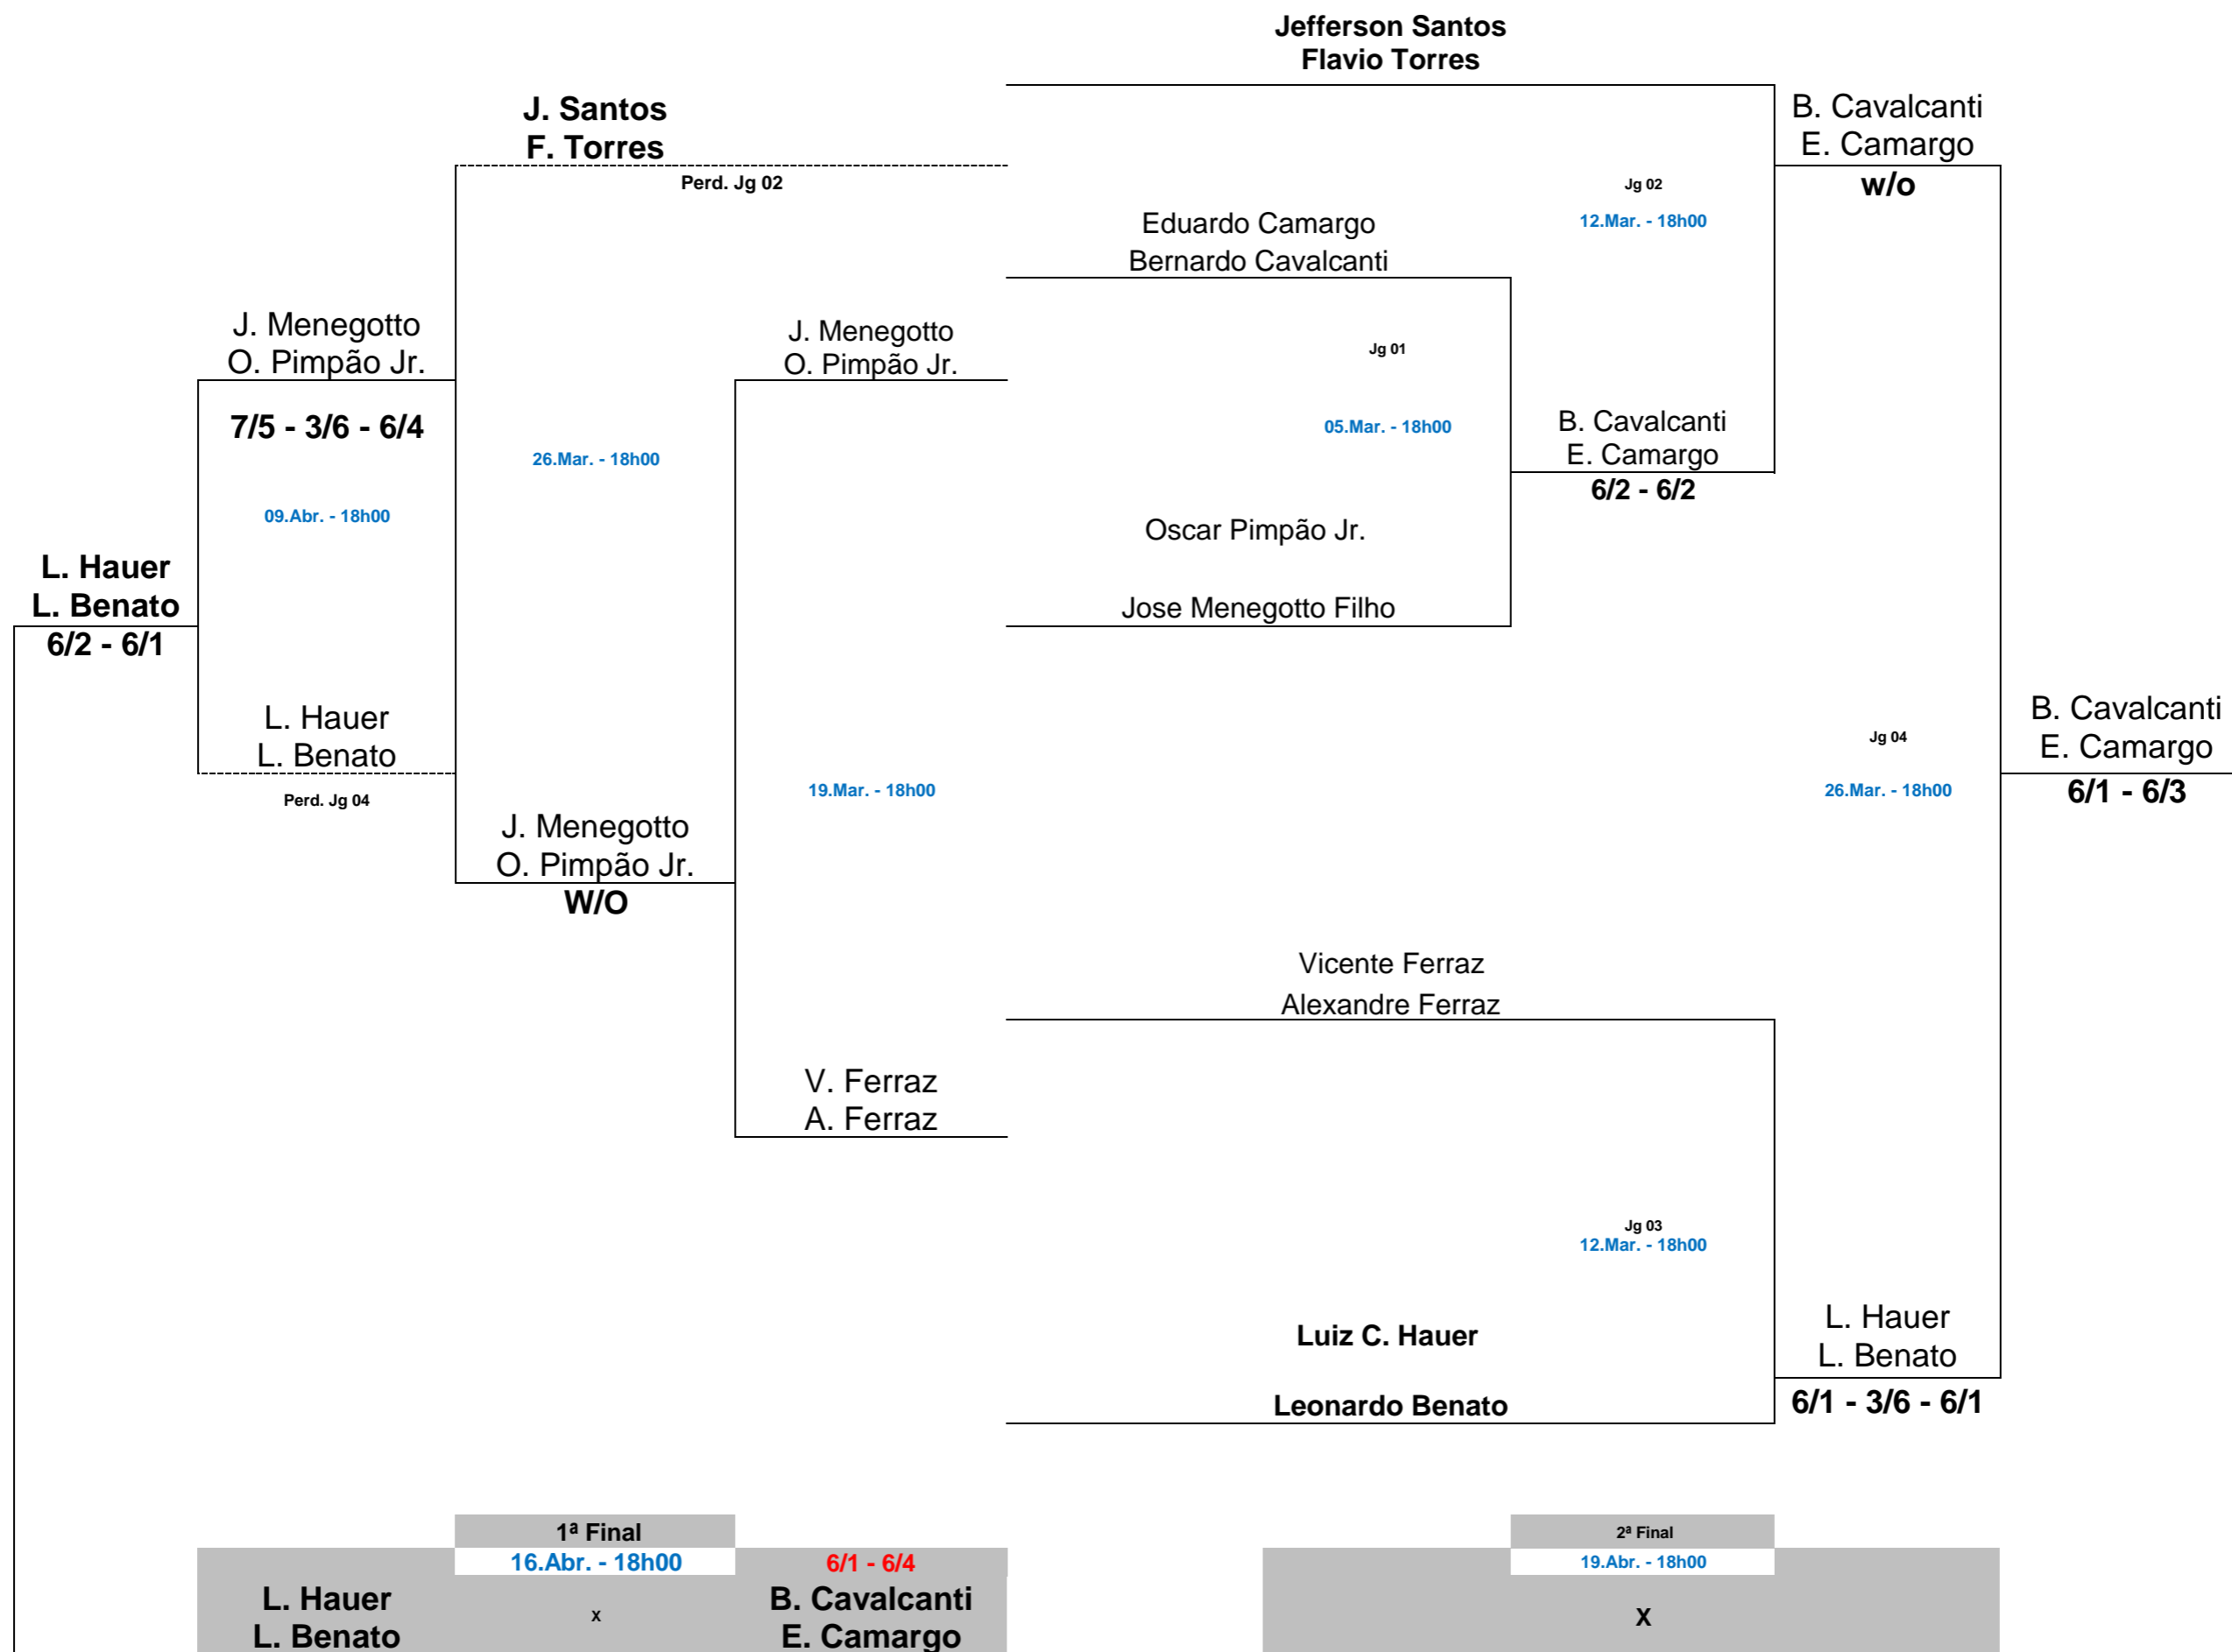 Jefferson Santos
Flavio Torres
J. Santos
F. Torres
B. Cavalcanti
E. Camargo
Perd. Jg 02
Jg 02
w/o
Eduardo Camargo
12.Mar. - 18h00
Bernardo Cavalcanti
J. Menegotto
O. Pimpão Jr.
J. Menegotto
O. Pimpão Jr.
Jg 01
7/5 - 3/6 - 6/4
05.Mar. - 18h00
B. Cavalcanti
E. Camargo
26.Mar. - 18h00
6/2 - 6/2
09.Abr. - 18h00
Oscar Pimpão Jr.
L. Hauer
L. Benato
Jose Menegotto Filho
6/2 - 6/1
L. Hauer
L. Benato
Jg 04
B. Cavalcanti
E. Camargo
Perd. Jg 04
19.Mar. - 18h00
26.Mar. - 18h00
6/1 - 6/3
J. Menegotto
O. Pimpão Jr.
W/O
Vicente Ferraz
Alexandre Ferraz
V. Ferraz
A. Ferraz
Jg 03
12.Mar. - 18h00
Luiz C. Hauer
L. Hauer
L. Benato
Leonardo Benato
6/1 - 3/6 - 6/1
1ª Final
2ª Final
16.Abr. - 18h00
6/1 - 6/4
19.Abr. - 18h00
L. Hauer
L. Benato
x
B. Cavalcanti
E. Camargo
X